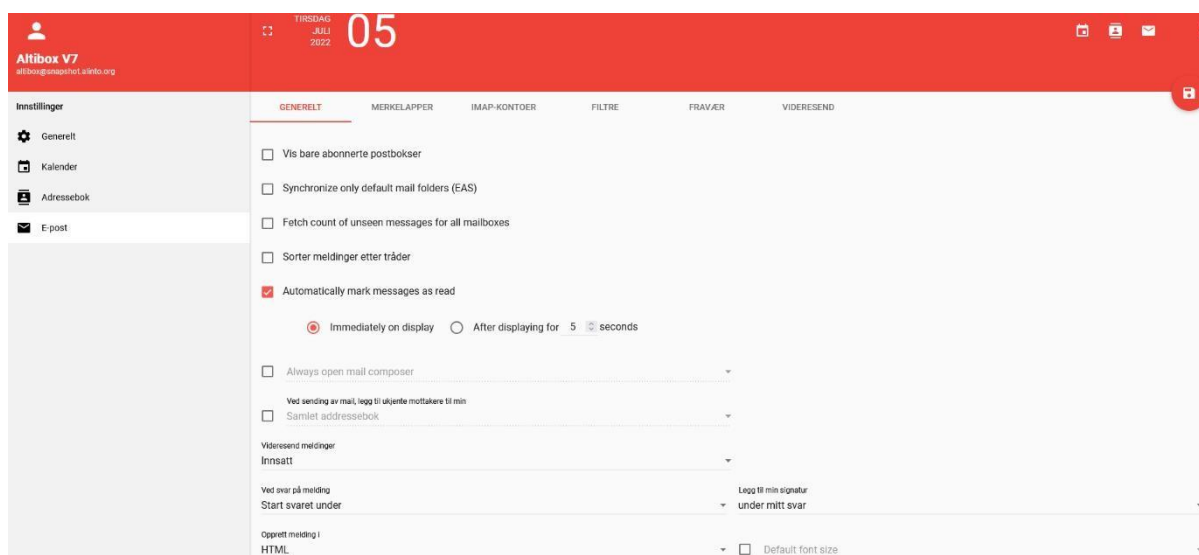 TIRSDAG
JULI
2022
05
Altibox V7
altibox@snapshot.alinto.org
Innstillinger
Generelt
Kalender
Adressebok
E-post
GENERELT MERKELAPPER IMAP-KONTOER FILTRE FRAVÆR VIDERESEND
Vis bare abonnerte postbokser
Synchronize only default mail folders (EAS)
Fetch count of unseen messages for all mailboxes
Sorter meldinger etter tråder
Automatically mark messages as read
Immediately on display After displaying for 5 seconds
Always open mail composer
Ved sending av mail, legg til ukjente mottakere til min
Samlet addressebok
Videresend meldinger
Innsatt
Ved svar på melding Legg til min signatur
Start svaret under under mitt svar
Opprett melding i
HTML Default font size